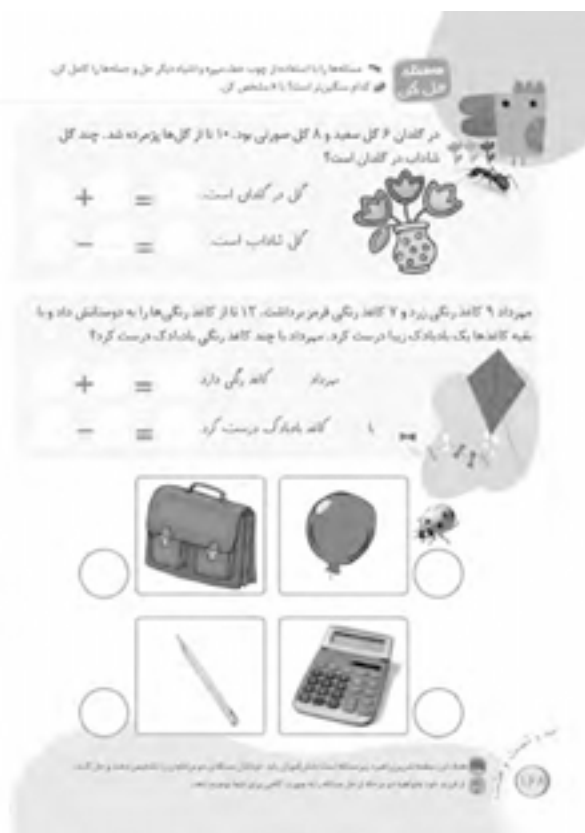 مسئله
حل کن
مسئله‌ها را با استفاده از چوب خط، مهره و اشیاء دیگر حل و جمله‌ها را کامل کن.
کدام سنگین‌تر است؟ با × مشخص کن.
در گلدان ۶ گل سفید و ۸ گل صورتی بود. ۱۰ تا از گل‌ها پژمرده شد. چند گل
شاداب در گلدان است؟
گل در گلدان است. = +
گل شاداب است. = −
مهرداد ۹ کاغذ رنگی زرد و ۷ کاغذ رنگی قرمز برداشت. ۱۲ تا از کاغذ رنگی‌ها را به دوستانش داد و با
بقیه کاغذها یک بادبادک زیبا درست کرد. مهرداد با چند کاغذ رنگی بادبادک درست کرد؟
مهرداد کاغذ رنگی دارد = +
با کاغذ بادبادک درست کرد. = −